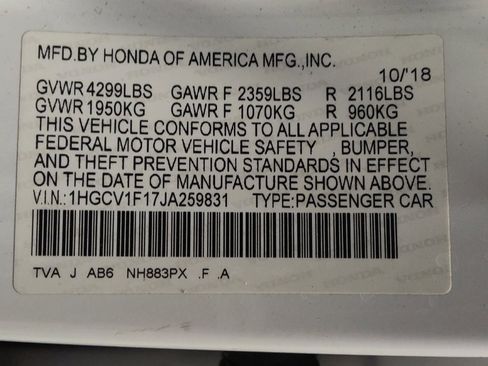 MFD.BY HONDA OF AMERICA MFG.,INC.
10/'18
GVWR 4299LBS GAWR F 2359LBS R 2116LBS
GVWR 1950KG GAWR F 1070KG R 960KG
THIS VEHICLE CONFORMS TO ALL APPLICABLE
FEDERAL MOTOR VEHICLE SAFETY , BUMPER,
AND THEFT PREVENTION STANDARDS IN EFFECT
ON THE DATE OF MANUFACTURE SHOWN ABOVE.
V.I.N.: 1HGCV1F17JA259831 TYPE:PASSENGER CAR
TVA J AB6 NH883PX .F .A